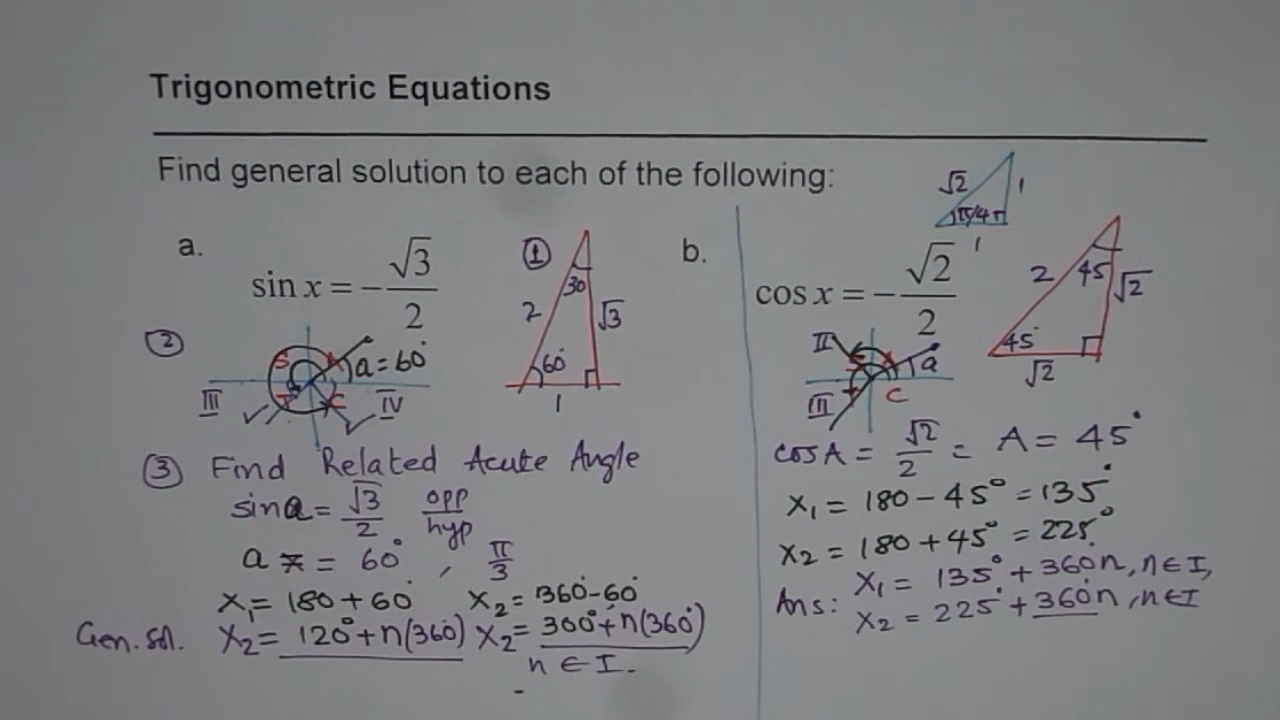 Trigonometric Equations
Find general solution to each of the following:
√2 1
π/4
1
a.
sin x = -√3/2
① 30
2 √3
60°
1
②
S A a = 60°
T C
III IV
③ Find Related Acute Angle
sin a = √3/2 opp/hyp
a = 60°, π/3
x₁ = 180 + 60° x₂ = 360° - 60°
Gen. sol. x₂ = 120° + n(360°) x₂ = 300° + n(360°)
n ∈ I.
b.
cos x = -√2/2
2 45 √2
45°
√2
II S A a
III T C
cos A = √2/2 = A = 45°
x₁ = 180 - 45° = 135°
x₂ = 180 + 45° = 225°
Ans: x₁ = 135° + 360n, n ∈ I,
x₂ = 225° + 360n, n ∈ I